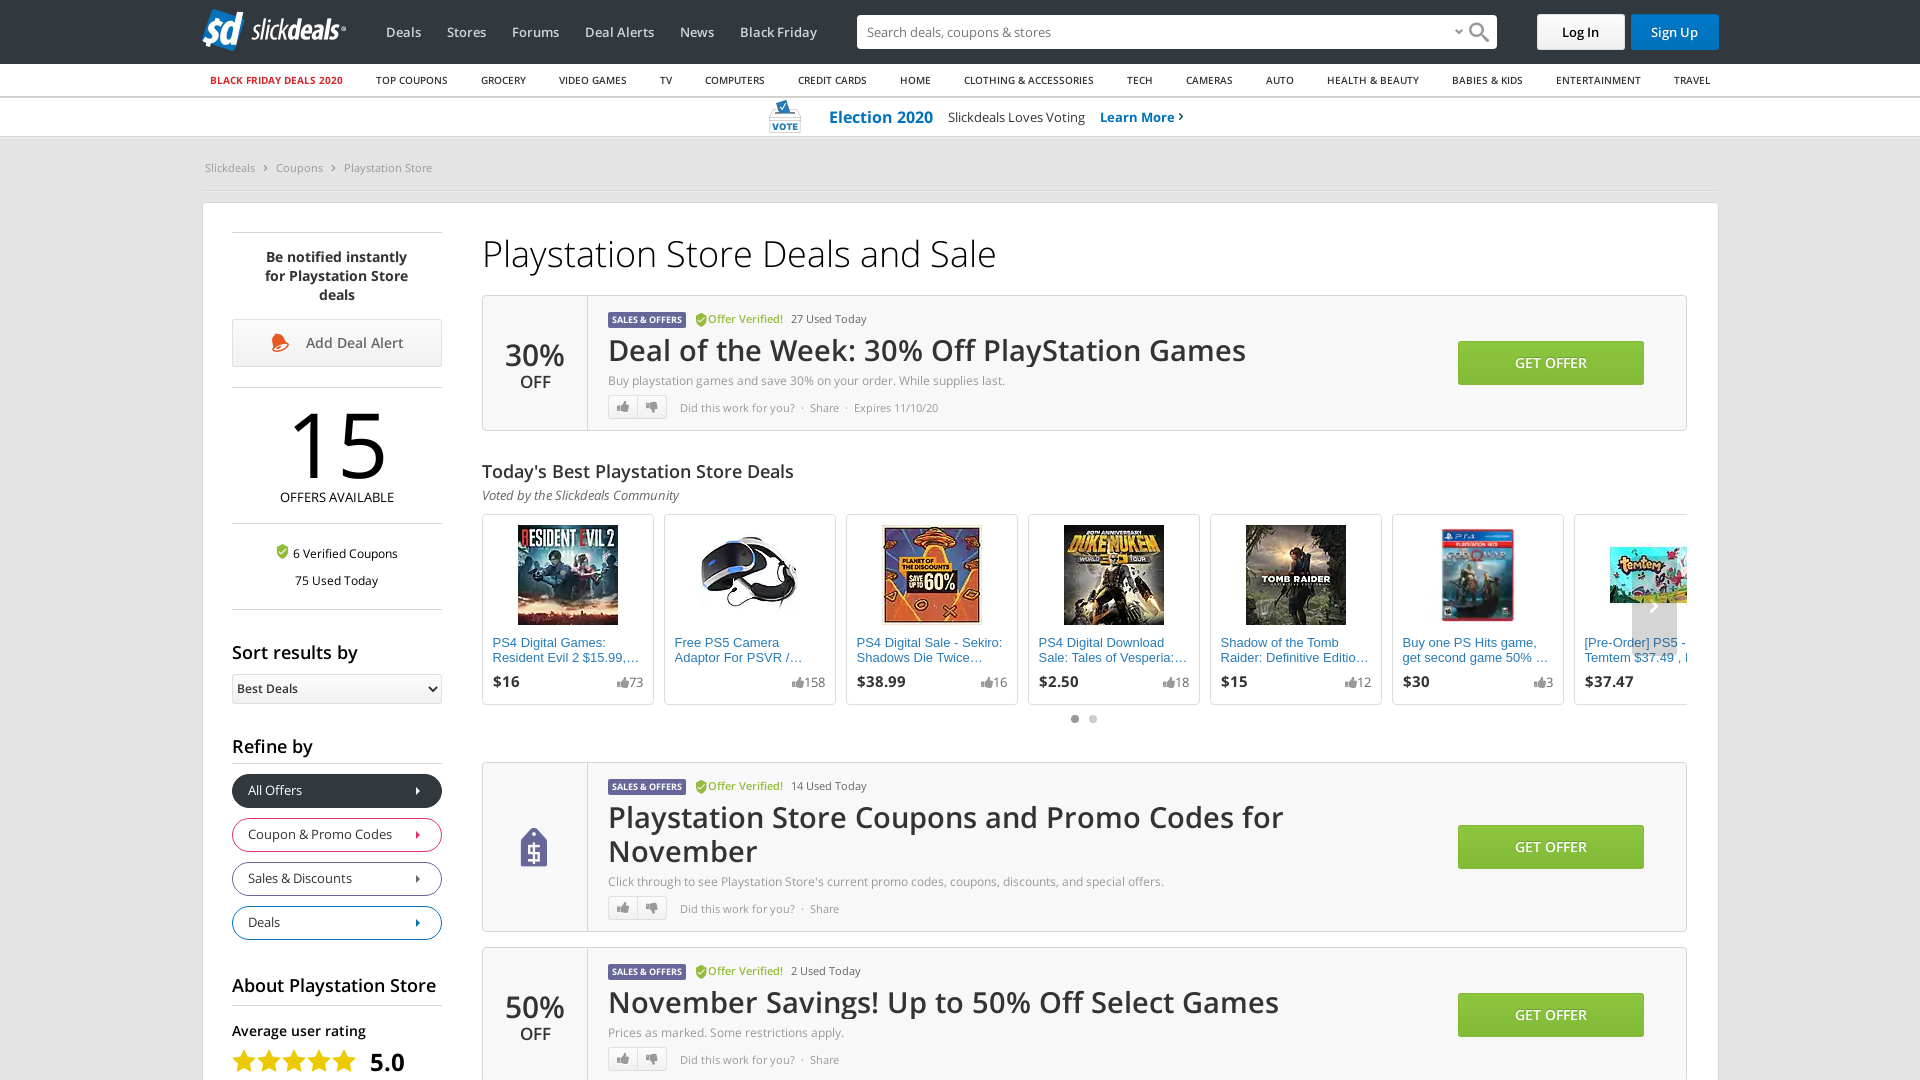 sd slickdeals
Deals Stores Forums Deal Alerts News Black Friday
Search deals, coupons & stores
Log In Sign Up
BLACK FRIDAY DEALS 2020 TOP COUPONS GROCERY VIDEO GAMES TV COMPUTERS CREDIT CARDS HOME CLOTHING & ACCESSORIES TECH CAMERAS AUTO HEALTH & BEAUTY BABIES & KIDS ENTERTAINMENT TRAVEL
VOTE Election 2020 Slickdeals Loves Voting Learn More
Slickdeals Coupons Playstation Store
Be notified instantly
for Playstation Store
deals
Add Deal Alert
15
OFFERS AVAILABLE
6 Verified Coupons
75 Used Today
Sort results by
Best Deals
Refine by
All Offers
Coupon & Promo Codes
Sales & Discounts
Deals
About Playstation Store
Average user rating
5.0
Playstation Store Deals and Sale
30%
OFF
SALES & OFFERS Offer Verified! 27 Used Today
Deal of the Week: 30% Off PlayStation Games
Buy playstation games and save 30% on your order. While supplies last.
Did this work for you? · Share · Expires 11/10/20
GET OFFER
Today's Best Playstation Store Deals
Voted by the Slickdeals Community
RESIDENT EVIL 2
PS4 Digital Games:
Resident Evil 2 $15.99,…
$16 73
Free PS5 Camera
Adaptor For PSVR /…
158
PLANET OF
THE DISCOUNTS
SAVE
UP TO 60%
PS4 Digital Sale - Sekiro:
Shadows Die Twice…
$38.99 16
20TH ANNIVERSARY
DUKE NUKEM
WORLD 3D TOUR
PS4 Digital Download
Sale: Tales of Vesperia:…
$2.50 18
TOMB RAIDER
Shadow of the Tomb
Raider: Definitive Editio…
$15 12
PS4
PLAYSTATION HITS
GOD OF WAR
Buy one PS Hits game,
get second game 50% …
$30 3
Temtem
[Pre-Order] PS5 -
Temtem $37.49 ,
$37.47
SALES & OFFERS Offer Verified! 14 Used Today
Playstation Store Coupons and Promo Codes for
November
Click through to see Playstation Store's current promo codes, coupons, discounts, and special offers.
Did this work for you? · Share
GET OFFER
50%
OFF
SALES & OFFERS Offer Verified! 2 Used Today
November Savings! Up to 50% Off Select Games
Prices as marked. Some restrictions apply.
Did this work for you? · Share
GET OFFER